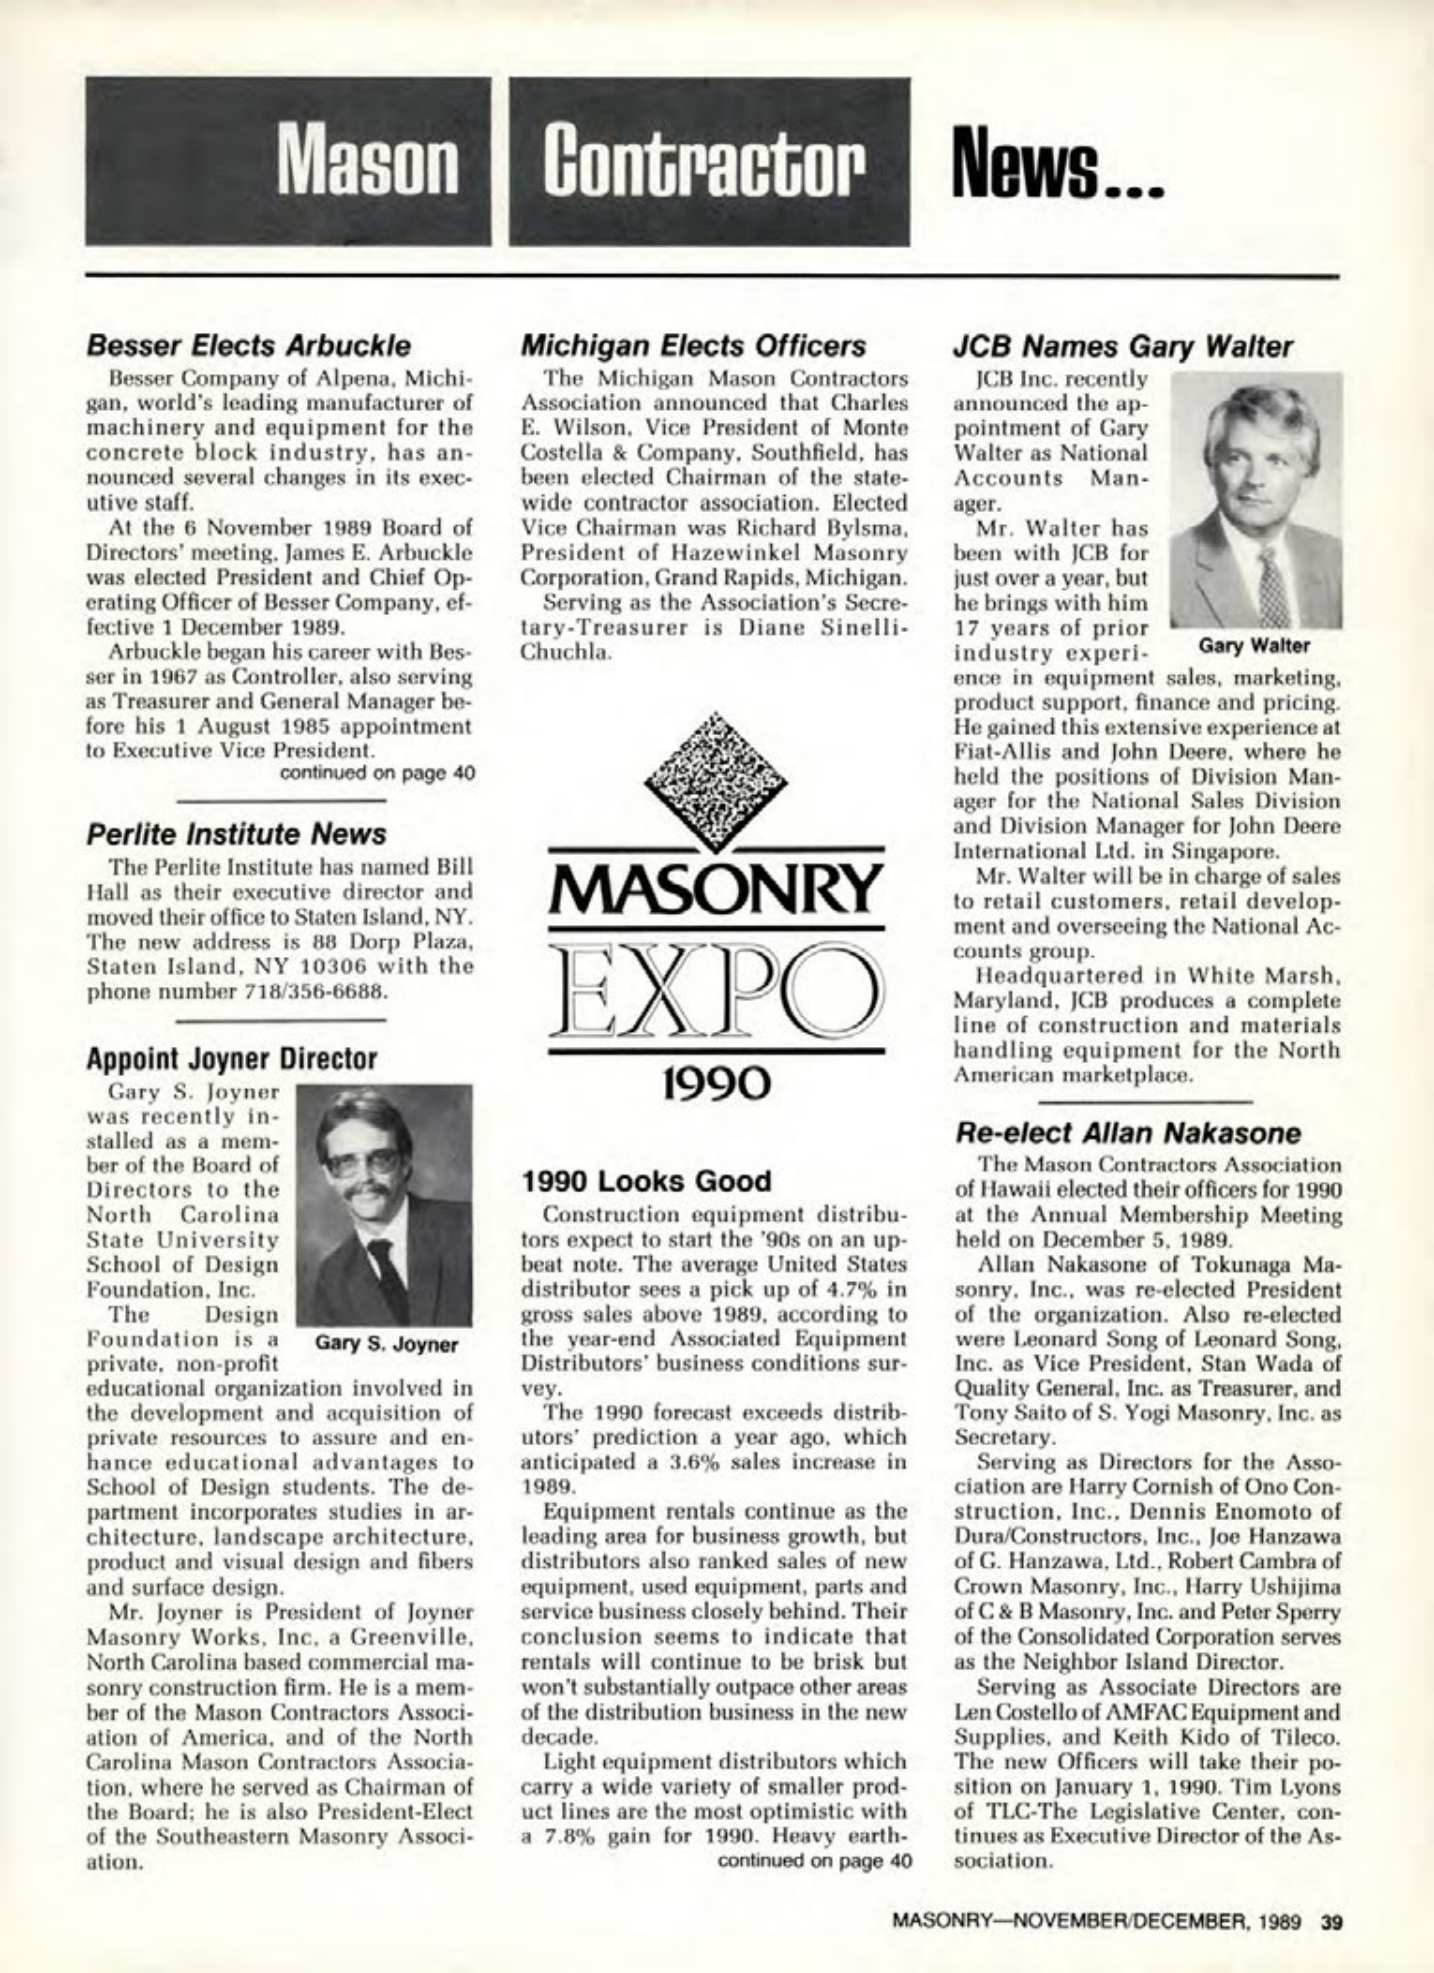 Mason Contractor News...
Besser Elects Arbuckle
Besser Company of Alpena, Michi-
gan, world's leading manufacturer of
machinery and equipment for the
concrete block industry, has an-
nounced several changes in its exec-
utive staff.
At the 6 November 1989 Board of
Directors' meeting, James E. Arbuckle
was elected President and Chief Op-
erating Officer of Besser Company, ef-
fective 1 December 1989.
Arbuckle began his career with Bes-
ser in 1967 as Controller, also serving
as Treasurer and General Manager be-
fore his 1 August 1985 appointment
to Executive Vice President.
continued on page 40
Perlite Institute News
The Perlite Institute has named Bill
Hall as their executive director and
moved their office to Staten Island, NY.
The new address is 88 Dorp Plaza,
Staten Island, NY 10306 with the
phone number 718/356-6688.
Appoint Joyner Director
Gary S. Joyner
was recently in-
stalled as a mem-
ber of the Board of
Directors to the
North Carolina
State University
School of Design
Foundation, Inc.
The Design
Foundation is a
private, non-profit
Gary S. Joyner
educational organization involved in
the development and acquisition of
private resources to assure and en-
hance educational advantages to
School of Design students. The de-
partment incorporates studies in ar-
chitecture, landscape architecture,
product and visual design and fibers
and surface design.
Mr. Joyner is President of Joyner
Masonry Works, Inc, a Greenville,
North Carolina based commercial ma-
sonry construction firm. He is a mem-
ber of the Mason Contractors Associ-
ation of America, and of the North
Carolina Mason Contractors Associa-
tion, where he served as Chairman of
the Board; he is also President-Elect
of the Southeastern Masonry Associ-
ation.
Michigan Elects Officers
The Michigan Mason Contractors
Association announced that Charles
E. Wilson, Vice President of Monte
Costella & Company, Southfield, has
been elected Chairman of the state-
wide contractor association. Elected
Vice Chairman was Richard Bylsma,
President of Hazewinkel Masonry
Corporation, Grand Rapids, Michigan.
Serving as the Association's Secre-
tary-Treasurer is Diane Sinelli-
Chuchla.
MASONRY
EXPO
1990
1990 Looks Good
Construction equipment distribu-
tors expect to start the '90s on an up-
beat note. The average United States
distributor sees a pick up of 4.7% in
gross sales above 1989, according to
the year-end Associated Equipment
Distributors' business conditions sur-
vey.
The 1990 forecast exceeds distrib-
utors' prediction a year ago, which
anticipated a 3.6% sales increase in
1989.
Equipment rentals continue as the
leading area for business growth, but
distributors also ranked sales of new
equipment, used equipment, parts and
service business closely behind. Their
conclusion seems to indicate that
rentals will continue to be brisk but
won't substantially outpace other areas
of the distribution business in the new
decade.
Light equipment distributors which
carry a wide variety of smaller prod-
uct lines are the most optimistic with
a 7.8% gain for 1990. Heavy earth-
continued on page 40
JCB Names Gary Walter
JCB Inc. recently
announced the ap-
pointment of Gary
Walter as National
Accounts Man-
ager.
Mr. Walter has
been with JCB for
just over a year, but
he brings with him
17 years of prior
industry experi-
Gary Walter
ence in equipment sales, marketing,
product support, finance and pricing.
He gained this extensive experience at
Fiat-Allis and John Deere, where he
held the positions of Division Man-
ager for the National Sales Division
and Division Manager for John Deere
International Ltd. in Singapore.
Mr. Walter will be in charge of sales
to retail customers, retail develop-
ment and overseeing the National Ac-
counts group.
Headquartered in White Marsh,
Maryland, JCB produces a complete
line of construction and materials
handling equipment for the North
American marketplace.
Re-elect Allan Nakasone
The Mason Contractors Association
of Hawaii elected their officers for 1990
at the Annual Membership Meeting
held on December 5, 1989.
Allan Nakasone of Tokunaga Ma-
sonry, Inc., was re-elected President
of the organization. Also re-elected
were Leonard Song of Leonard Song,
Inc. as Vice President, Stan Wada of
Quality General, Inc. as Treasurer, and
Tony Saito of S. Yogi Masonry, Inc. as
Secretary.
Serving as Directors for the Asso-
ciation are Harry Cornish of Ono Con-
struction, Inc., Dennis Enomoto of
Dura/Constructors, Inc., Joe Hanzawa
of G. Hanzawa, Ltd., Robert Cambra of
Crown Masonry, Inc., Harry Ushijima
of C & B Masonry, Inc. and Peter Sperry
of the Consolidated Corporation serves
as the Neighbor Island Director.
Serving as Associate Directors are
Len Costello of AMFAC Equipment and
Supplies, and Keith Kido of Tileco.
The new Officers will take their po-
sition on January 1, 1990. Tim Lyons
of TLC-The Legislative Center, con-
tinues as Executive Director of the As-
sociation.
MASONRY—NOVEMBER/DECEMBER, 1989 39